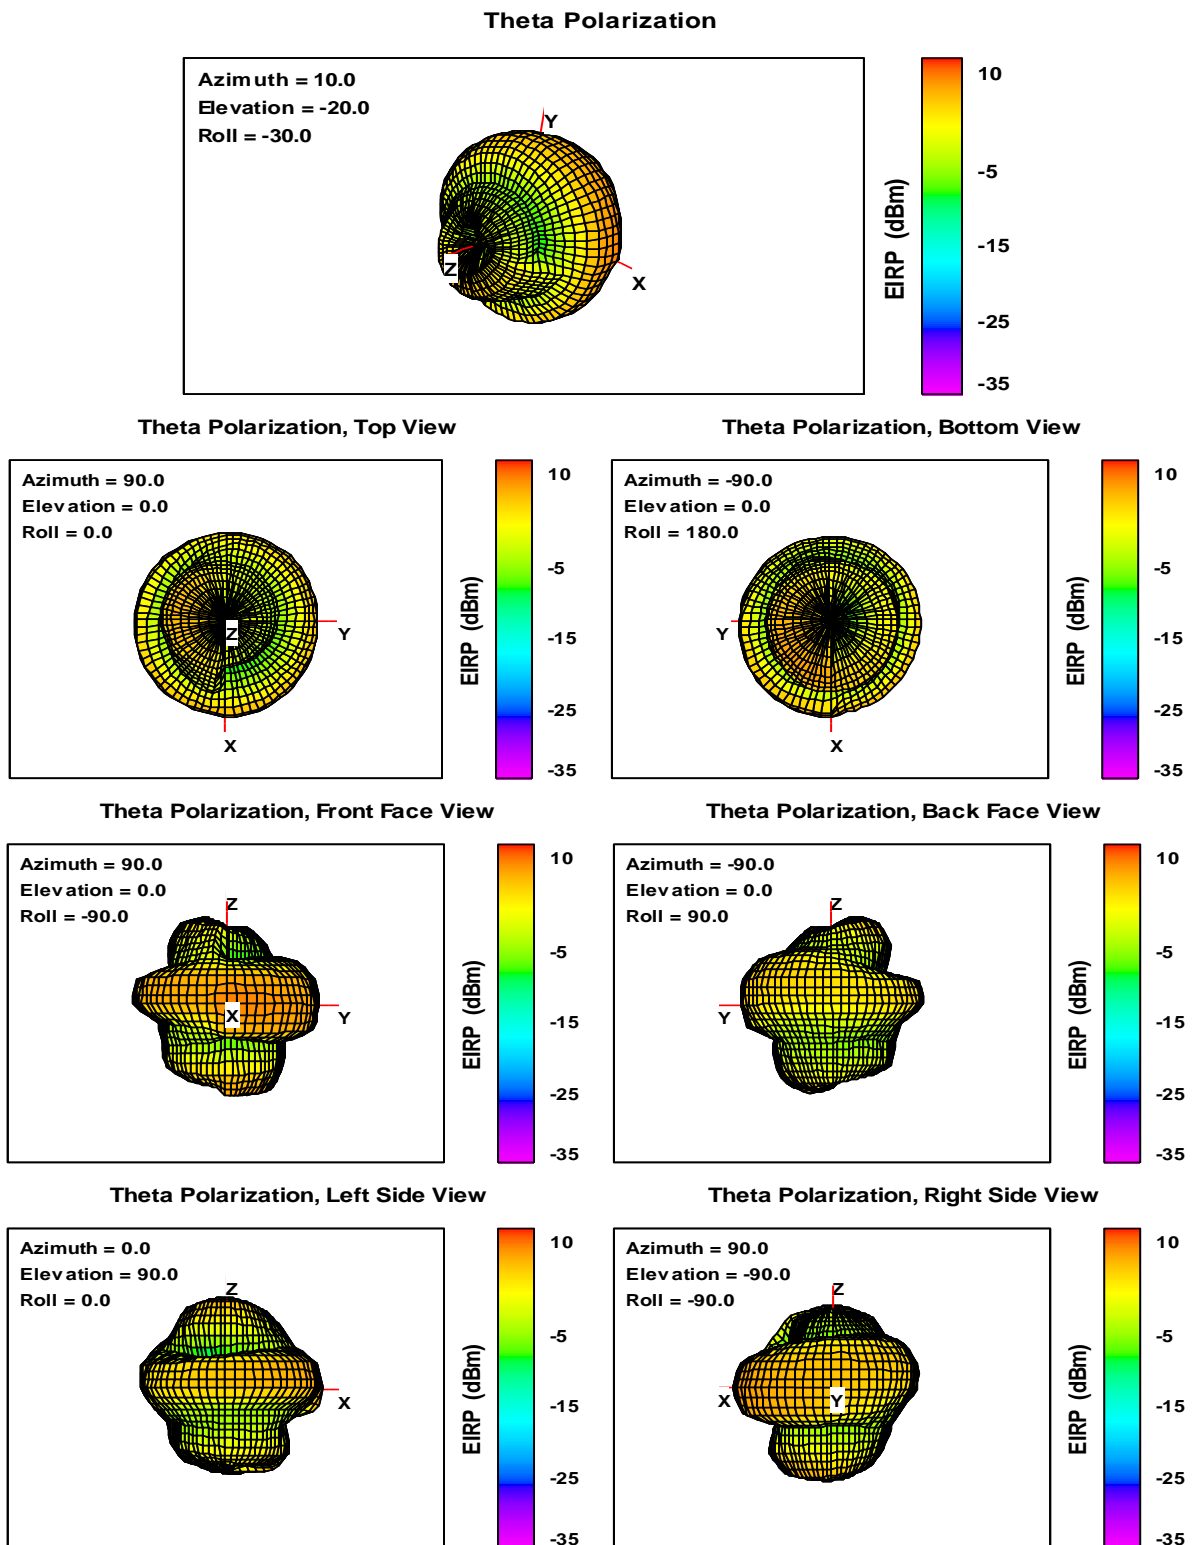 Theta Polarization
Azimuth = 10.0
Elevation = -20.0
Roll = -30.0
Y
Z
X
EIRP (dBm)
10
-5
-15
-25
-35
Theta Polarization, Top View
Azimuth = 90.0
Elevation = 0.0
Roll = 0.0
Z
Y
X
EIRP (dBm)
10
-5
-15
-25
-35
Theta Polarization, Bottom View
Azimuth = -90.0
Elevation = 0.0
Roll = 180.0
Y
X
EIRP (dBm)
10
-5
-15
-25
-35
Theta Polarization, Front Face View
Azimuth = 90.0
Elevation = 0.0
Roll = -90.0
Z
X
Y
EIRP (dBm)
10
-5
-15
-25
-35
Theta Polarization, Back Face View
Azimuth = -90.0
Elevation = 0.0
Roll = 90.0
Z
Y
EIRP (dBm)
10
-5
-15
-25
-35
Theta Polarization, Left Side View
Azimuth = 0.0
Elevation = 90.0
Roll = 0.0
Z
X
EIRP (dBm)
10
-5
-15
-25
-35
Theta Polarization, Right Side View
Azimuth = 90.0
Elevation = -90.0
Roll = -90.0
Z
X
Y
EIRP (dBm)
10
-5
-15
-25
-35